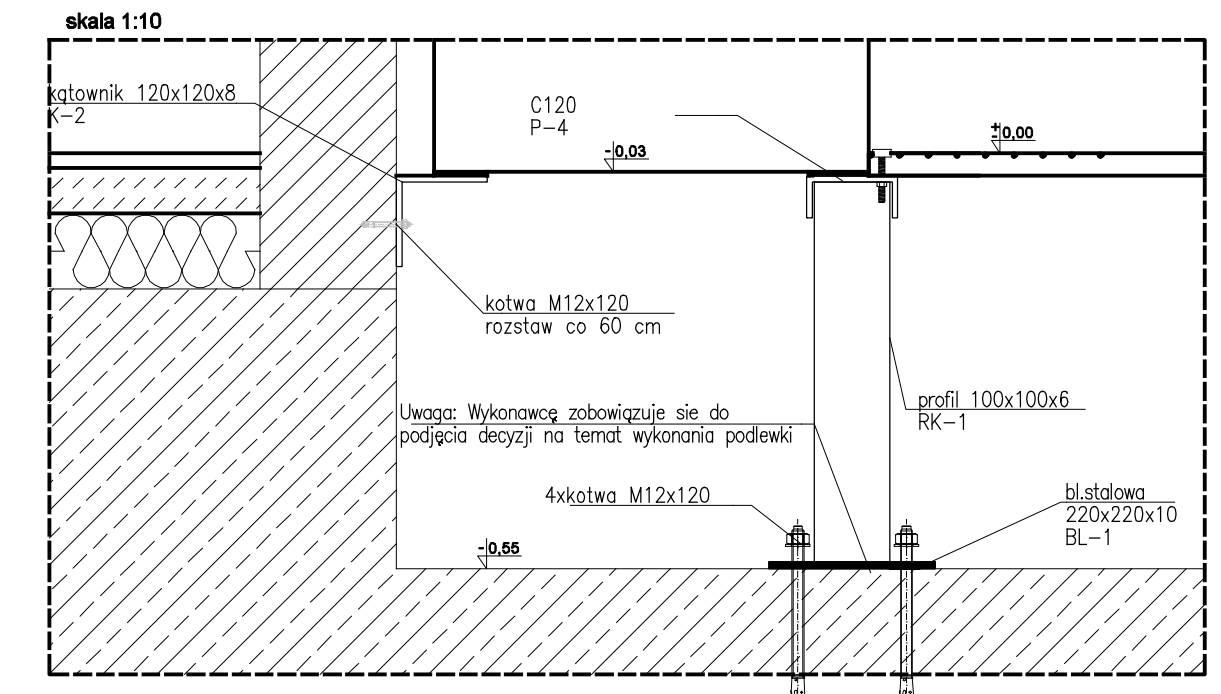 skala 1:10
kątownik 120x120x8
K-2
C120
P-4
±0,00
-0,03
kotwa M12x120
rozstaw co 60 cm
profil 100x100x6
RK-1
Uwaga: Wykonawcę zobowiązuje sie do
podjęcia decyzji na temat wykonania podlewki
4xkotwa M12x120
bl.stalowa
220x220x10
BL-1
-0,55